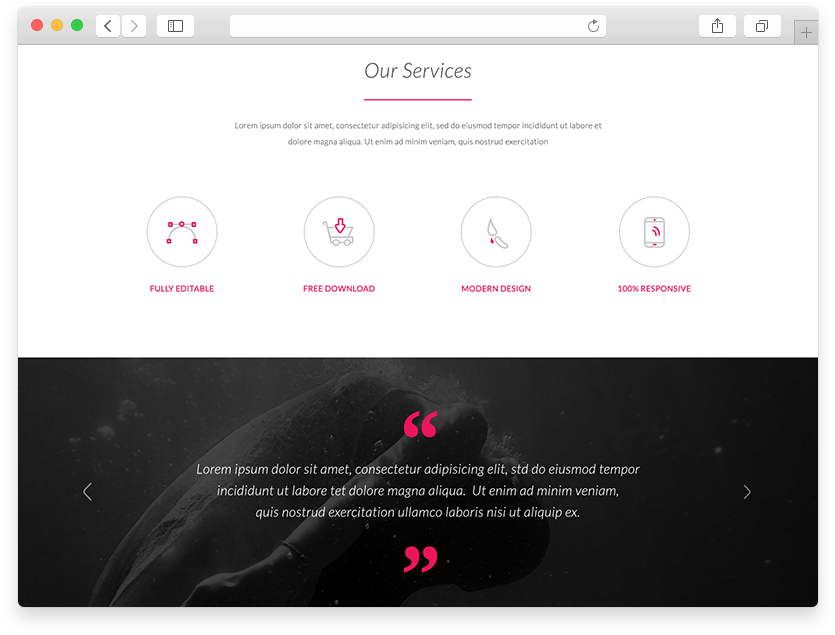 Our Services
Lorem ipsum dolor sit amet, consectetur adipisicing elit, sed do eiusmod tempor incididunt ut labore et
dolore magna aliqua. Ut enim ad minim veniam, quis nostrud exercitation
FULLY EDITABLE
FREE DOWNLOAD
MODERN DESIGN
100% RESPONSIVE
“
Lorem ipsum dolor sit amet, consectetur adipisicing elit, std do eiusmod tempor
incididunt ut labore tet dolore magna aliqua.  Ut enim ad minim veniam,
quis nostrud exercitation ullamco laboris nisi ut aliquip ex.
”